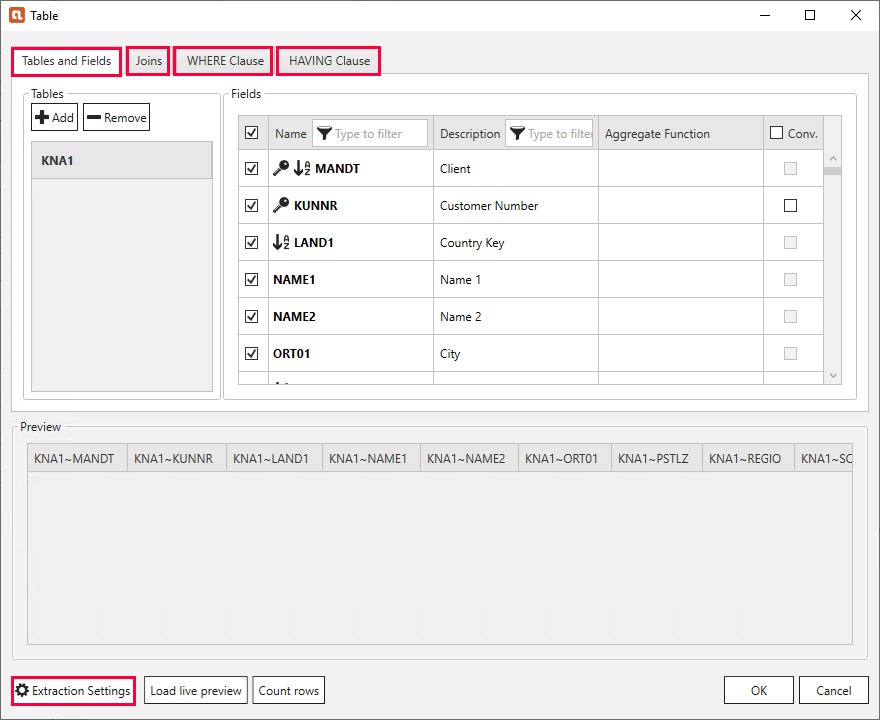 Table
Tables and Fields Joins WHERE Clause HAVING Clause
Tables
Add Remove
KNA1
Fields
Name Type to filter Description Type to filter Aggregate Function Conv.
MANDT Client
KUNNR Customer Number
LAND1 Country Key
NAME1 Name 1
NAME2 Name 2
ORT01 City
Preview
KNA1~MANDT KNA1~KUNNR KNA1~LAND1 KNA1~NAME1 KNA1~NAME2 KNA1~ORT01 KNA1~PSTLZ KNA1~REGIO KNA1~SO
Extraction Settings Load live preview Count rows OK Cancel